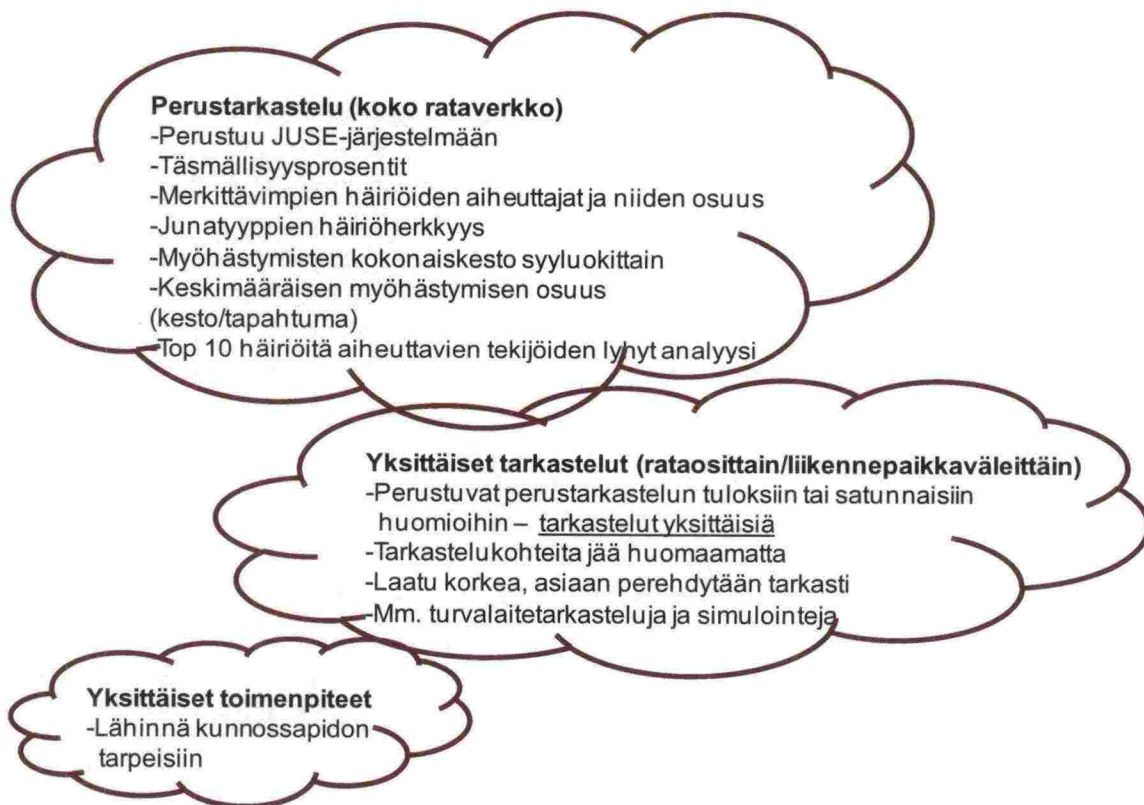 Perustarkastelu (koko rataverkko)
-Perustuu JUSE-järjestelmään
-Täsmällisyysprosentit
-Merkittävimpien häiriöiden aiheuttajat ja niiden osuus
-Junatyyppien häiriöherkkyys
-Myöhästymisten kokonaiskesto syyluokittain
-Keskimääräisen myöhästymisen osuus
(kesto/tapahtuma)
-Top 10 häiriöitä aiheuttavien tekijöiden lyhyt analyysi
Yksittäiset tarkastelut (rataosittain/liikennepaikkaväleittäin)
-Perustuvat perustarkastelun tuloksiin tai satunnaisiin
huomioihin – tarkastelut yksittäisiä
-Tarkastelukohteita jää huomaamatta
-Laatu korkea, asiaan perehdytään tarkasti
-Mm. turvalaitetarkasteluja ja simulointeja
Yksittäiset toimenpiteet
-Lähinnä kunnossapidon
tarpeisiin